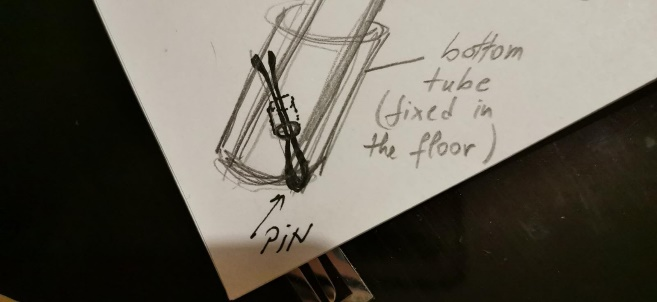 bottom
tube
(fixed in
the floor)
PiN